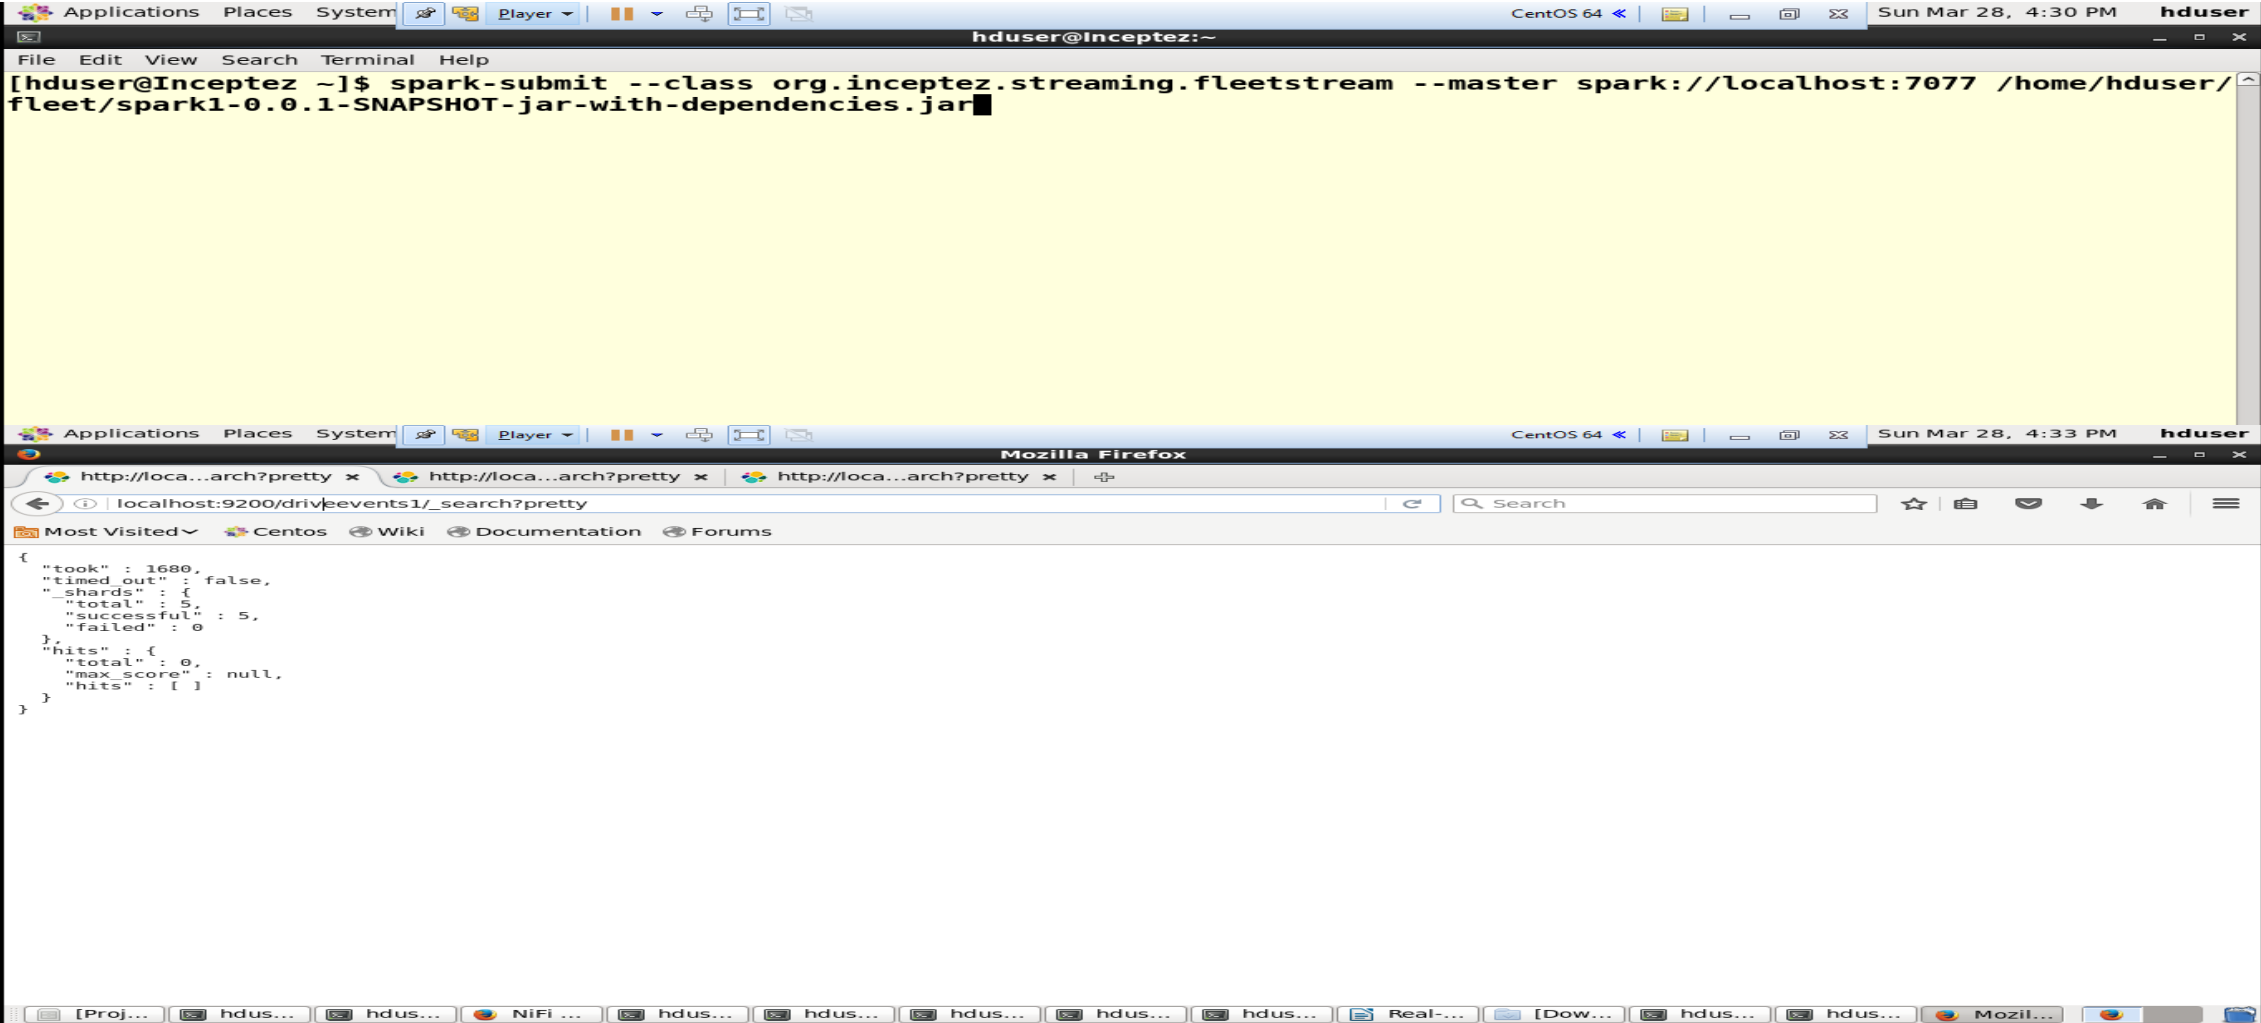 Applications Places System Player CentOS 64 Sun Mar 28, 4:30 PM hduser
hduser@Inceptez:~
File Edit View Search Terminal Help
[hduser@Inceptez ~]$ spark-submit --class org.inceptez.streaming.fleetstream --master spark://localhost:7077 /home/hduser/
fleet/spark1-0.0.1-SNAPSHOT-jar-with-dependencies.jar
Applications Places System Player CentOS 64 Sun Mar 28, 4:33 PM hduser
Mozilla Firefox
http://loca...arch?pretty http://loca...arch?pretty http://loca...arch?pretty
localhost:9200/driveevents1/_search?pretty Search
Most Visited Centos Wiki Documentation Forums
{
"took" : 1680,
"timed_out" : false,
"_shards" : {
"total" : 5,
"successful" : 5,
"failed" : 0
},
"hits" : {
"total" : 0,
"max_score" : null,
"hits" : [ ]
}
}
[Proj... hdus... hdus... NiFi ... hdus... hdus... hdus... hdus... hdus... Real-... [Dow... hdus... hdus... Mozil...